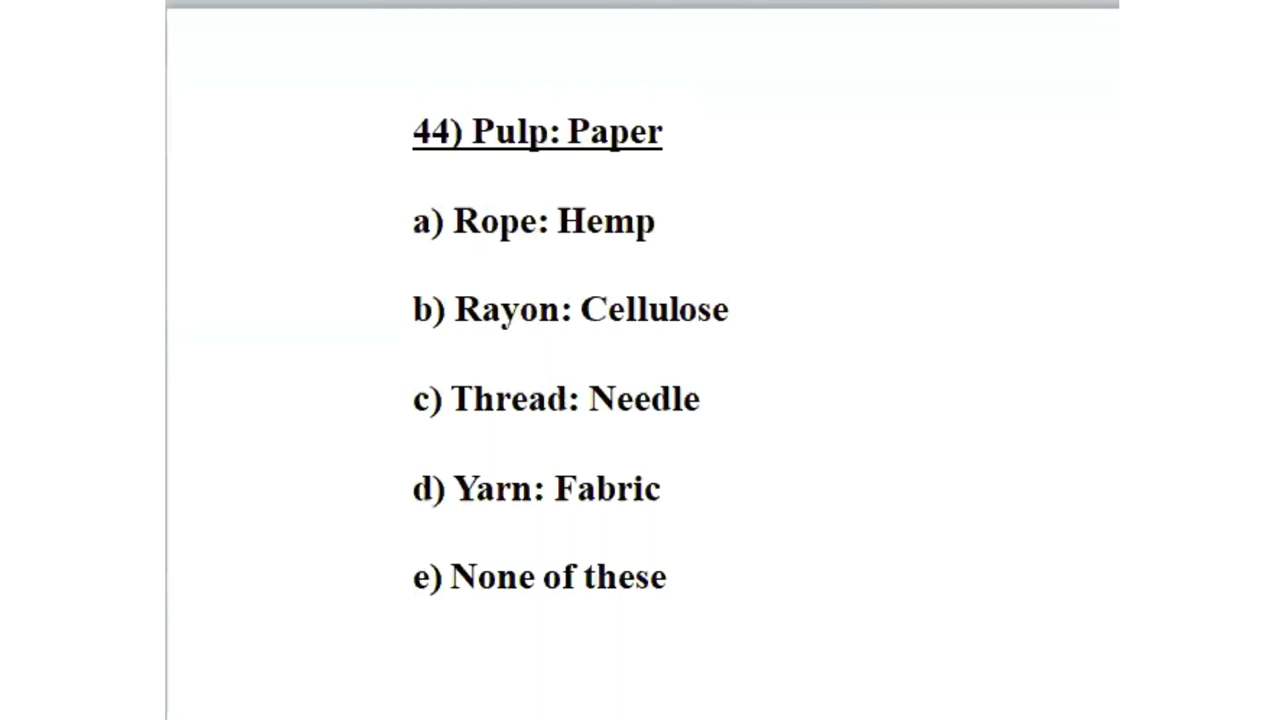 44) Pulp: Paper
a) Rope: Hemp
b) Rayon: Cellulose
c) Thread: Needle
d) Yarn: Fabric
e) None of these